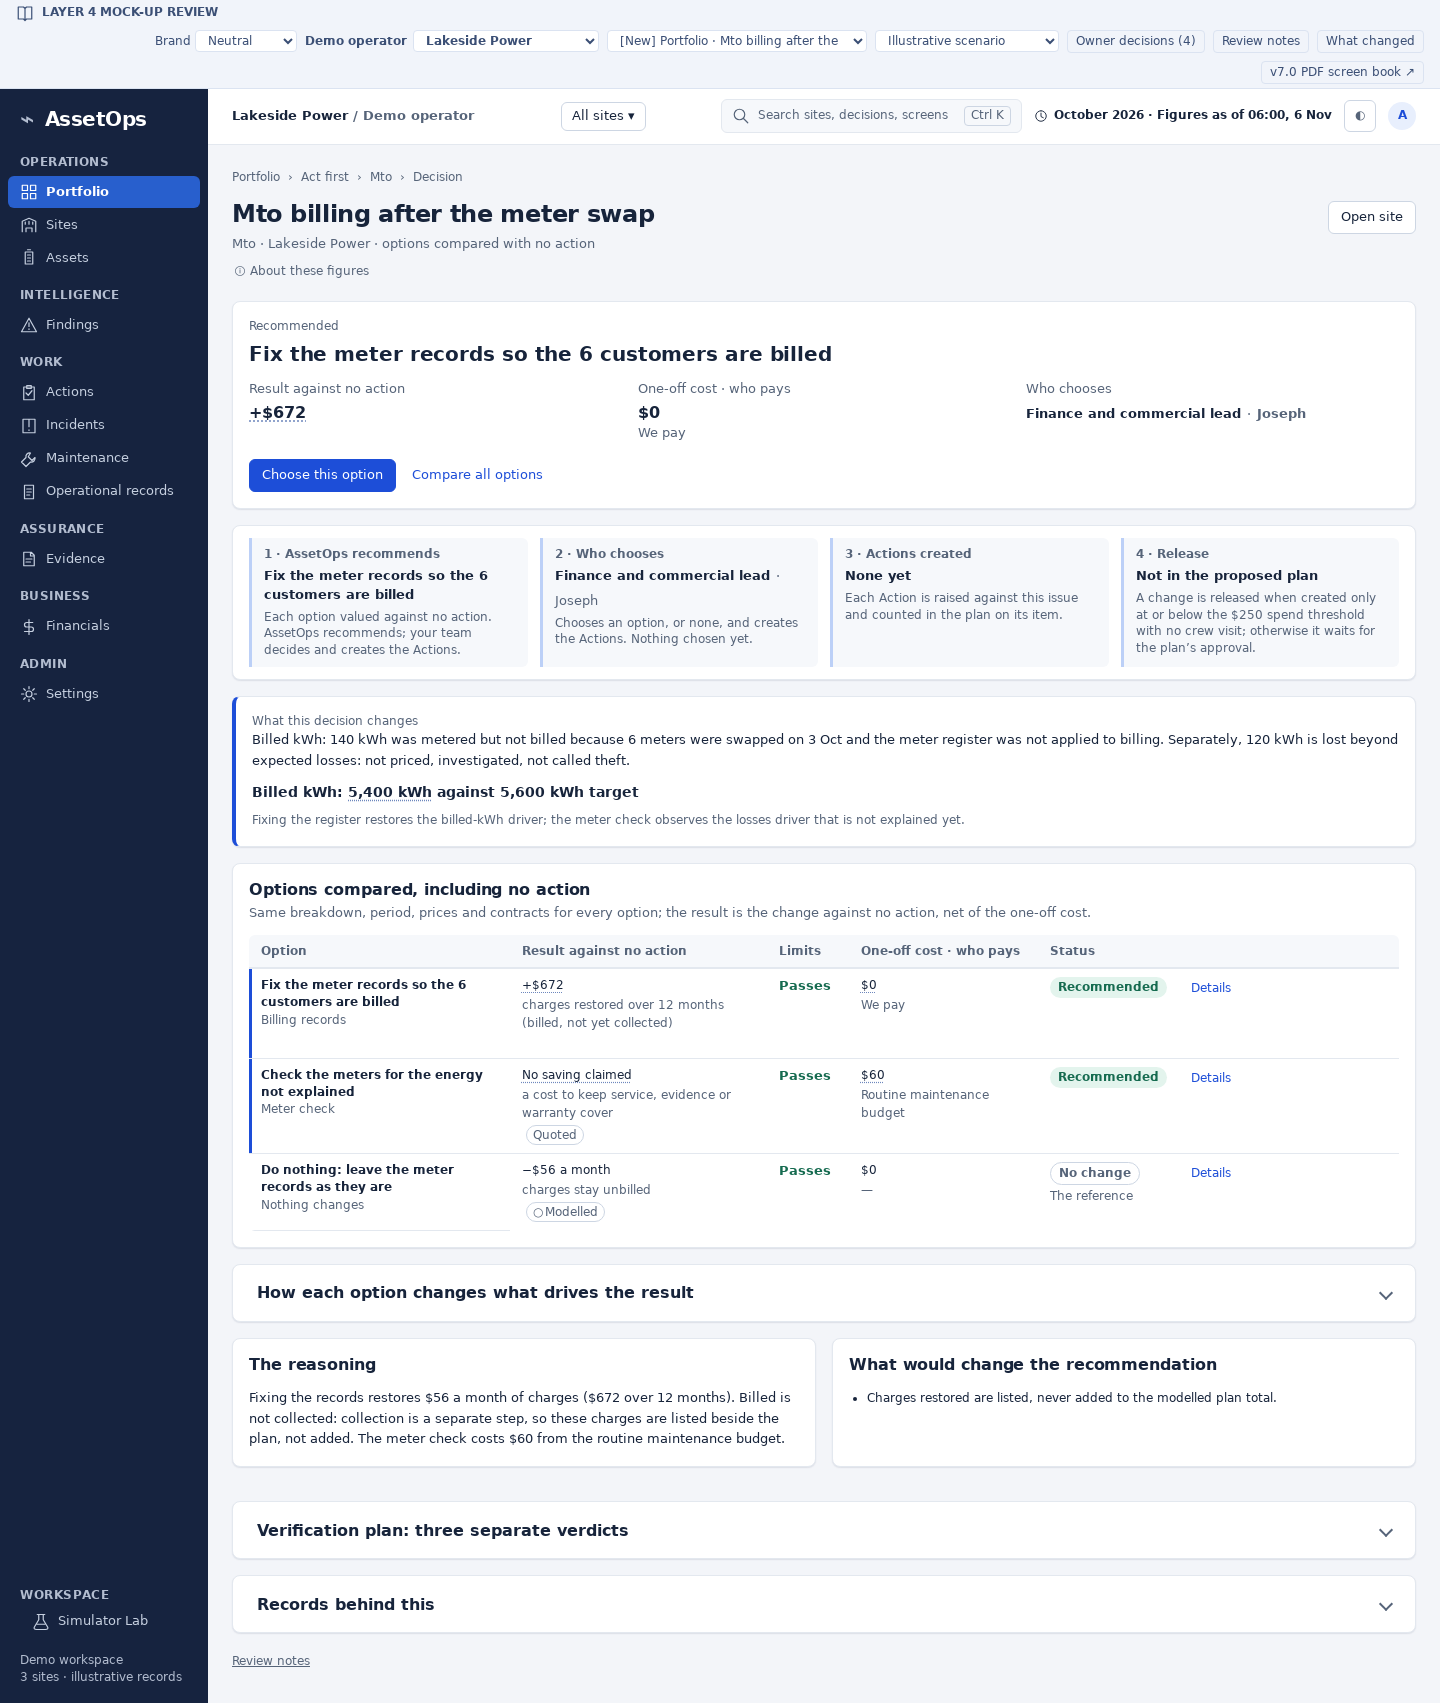 LAYER 4 MOCK-UP REVIEW
Brand Neutral Demo operator Lakeside Power [New] Portfolio · Mto billing after the Illustrative scenario Owner decisions (4) Review notes What changed
v7.0 PDF screen book ↗
AssetOps
OPERATIONS
Portfolio
Sites
Assets
INTELLIGENCE
Findings
WORK
Actions
Incidents
Maintenance
Operational records
ASSURANCE
Evidence
BUSINESS
Financials
ADMIN
Settings
WORKSPACE
Simulator Lab
Demo workspace
3 sites · illustrative records
Lakeside Power / Demo operator All sites ▾ Search sites, decisions, screens Ctrl K October 2026 · Figures as of 06:00, 6 Nov A
Portfolio › Act first › Mto › Decision
Mto billing after the meter swap
Open site
Mto · Lakeside Power · options compared with no action
About these figures
Recommended
Fix the meter records so the 6 customers are billed
Result against no action
+$672
One-off cost · who pays
$0
We pay
Who chooses
Finance and commercial lead · Joseph
Choose this option Compare all options
1 · AssetOps recommends
Fix the meter records so the 6
customers are billed
Each option valued against no action.
AssetOps recommends; your team
decides and creates the Actions.
2 · Who chooses
Finance and commercial lead ·
Joseph
Chooses an option, or none, and creates
the Actions. Nothing chosen yet.
3 · Actions created
None yet
Each Action is raised against this issue
and counted in the plan on its item.
4 · Release
Not in the proposed plan
A change is released when created only
at or below the $250 spend threshold
with no crew visit; otherwise it waits for
the plan’s approval.
What this decision changes
Billed kWh: 140 kWh was metered but not billed because 6 meters were swapped on 3 Oct and the meter register was not applied to billing. Separately, 120 kWh is lost beyond
expected losses: not priced, investigated, not called theft.
Billed kWh: 5,400 kWh against 5,600 kWh target
Fixing the register restores the billed-kWh driver; the meter check observes the losses driver that is not explained yet.
Options compared, including no action
Same breakdown, period, prices and contracts for every option; the result is the change against no action, net of the one-off cost.
Option Result against no action Limits One-off cost · who pays Status
Fix the meter records so the 6
customers are billed
Billing records
+$672
charges restored over 12 months
(billed, not yet collected)
Passes
$0
We pay
Recommended
Details
Check the meters for the energy
not explained
Meter check
No saving claimed
a cost to keep service, evidence or
warranty cover
Quoted
Passes
$60
Routine maintenance
budget
Recommended
Details
Do nothing: leave the meter
records as they are
Nothing changes
−$56 a month
charges stay unbilled
Modelled
Passes
$0
—
No change
The reference
Details
How each option changes what drives the result
The reasoning
Fixing the records restores $56 a month of charges ($672 over 12 months). Billed is
not collected: collection is a separate step, so these charges are listed beside the
plan, not added. The meter check costs $60 from the routine maintenance budget.
What would change the recommendation
• Charges restored are listed, never added to the modelled plan total.
Verification plan: three separate verdicts
Records behind this
Review notes